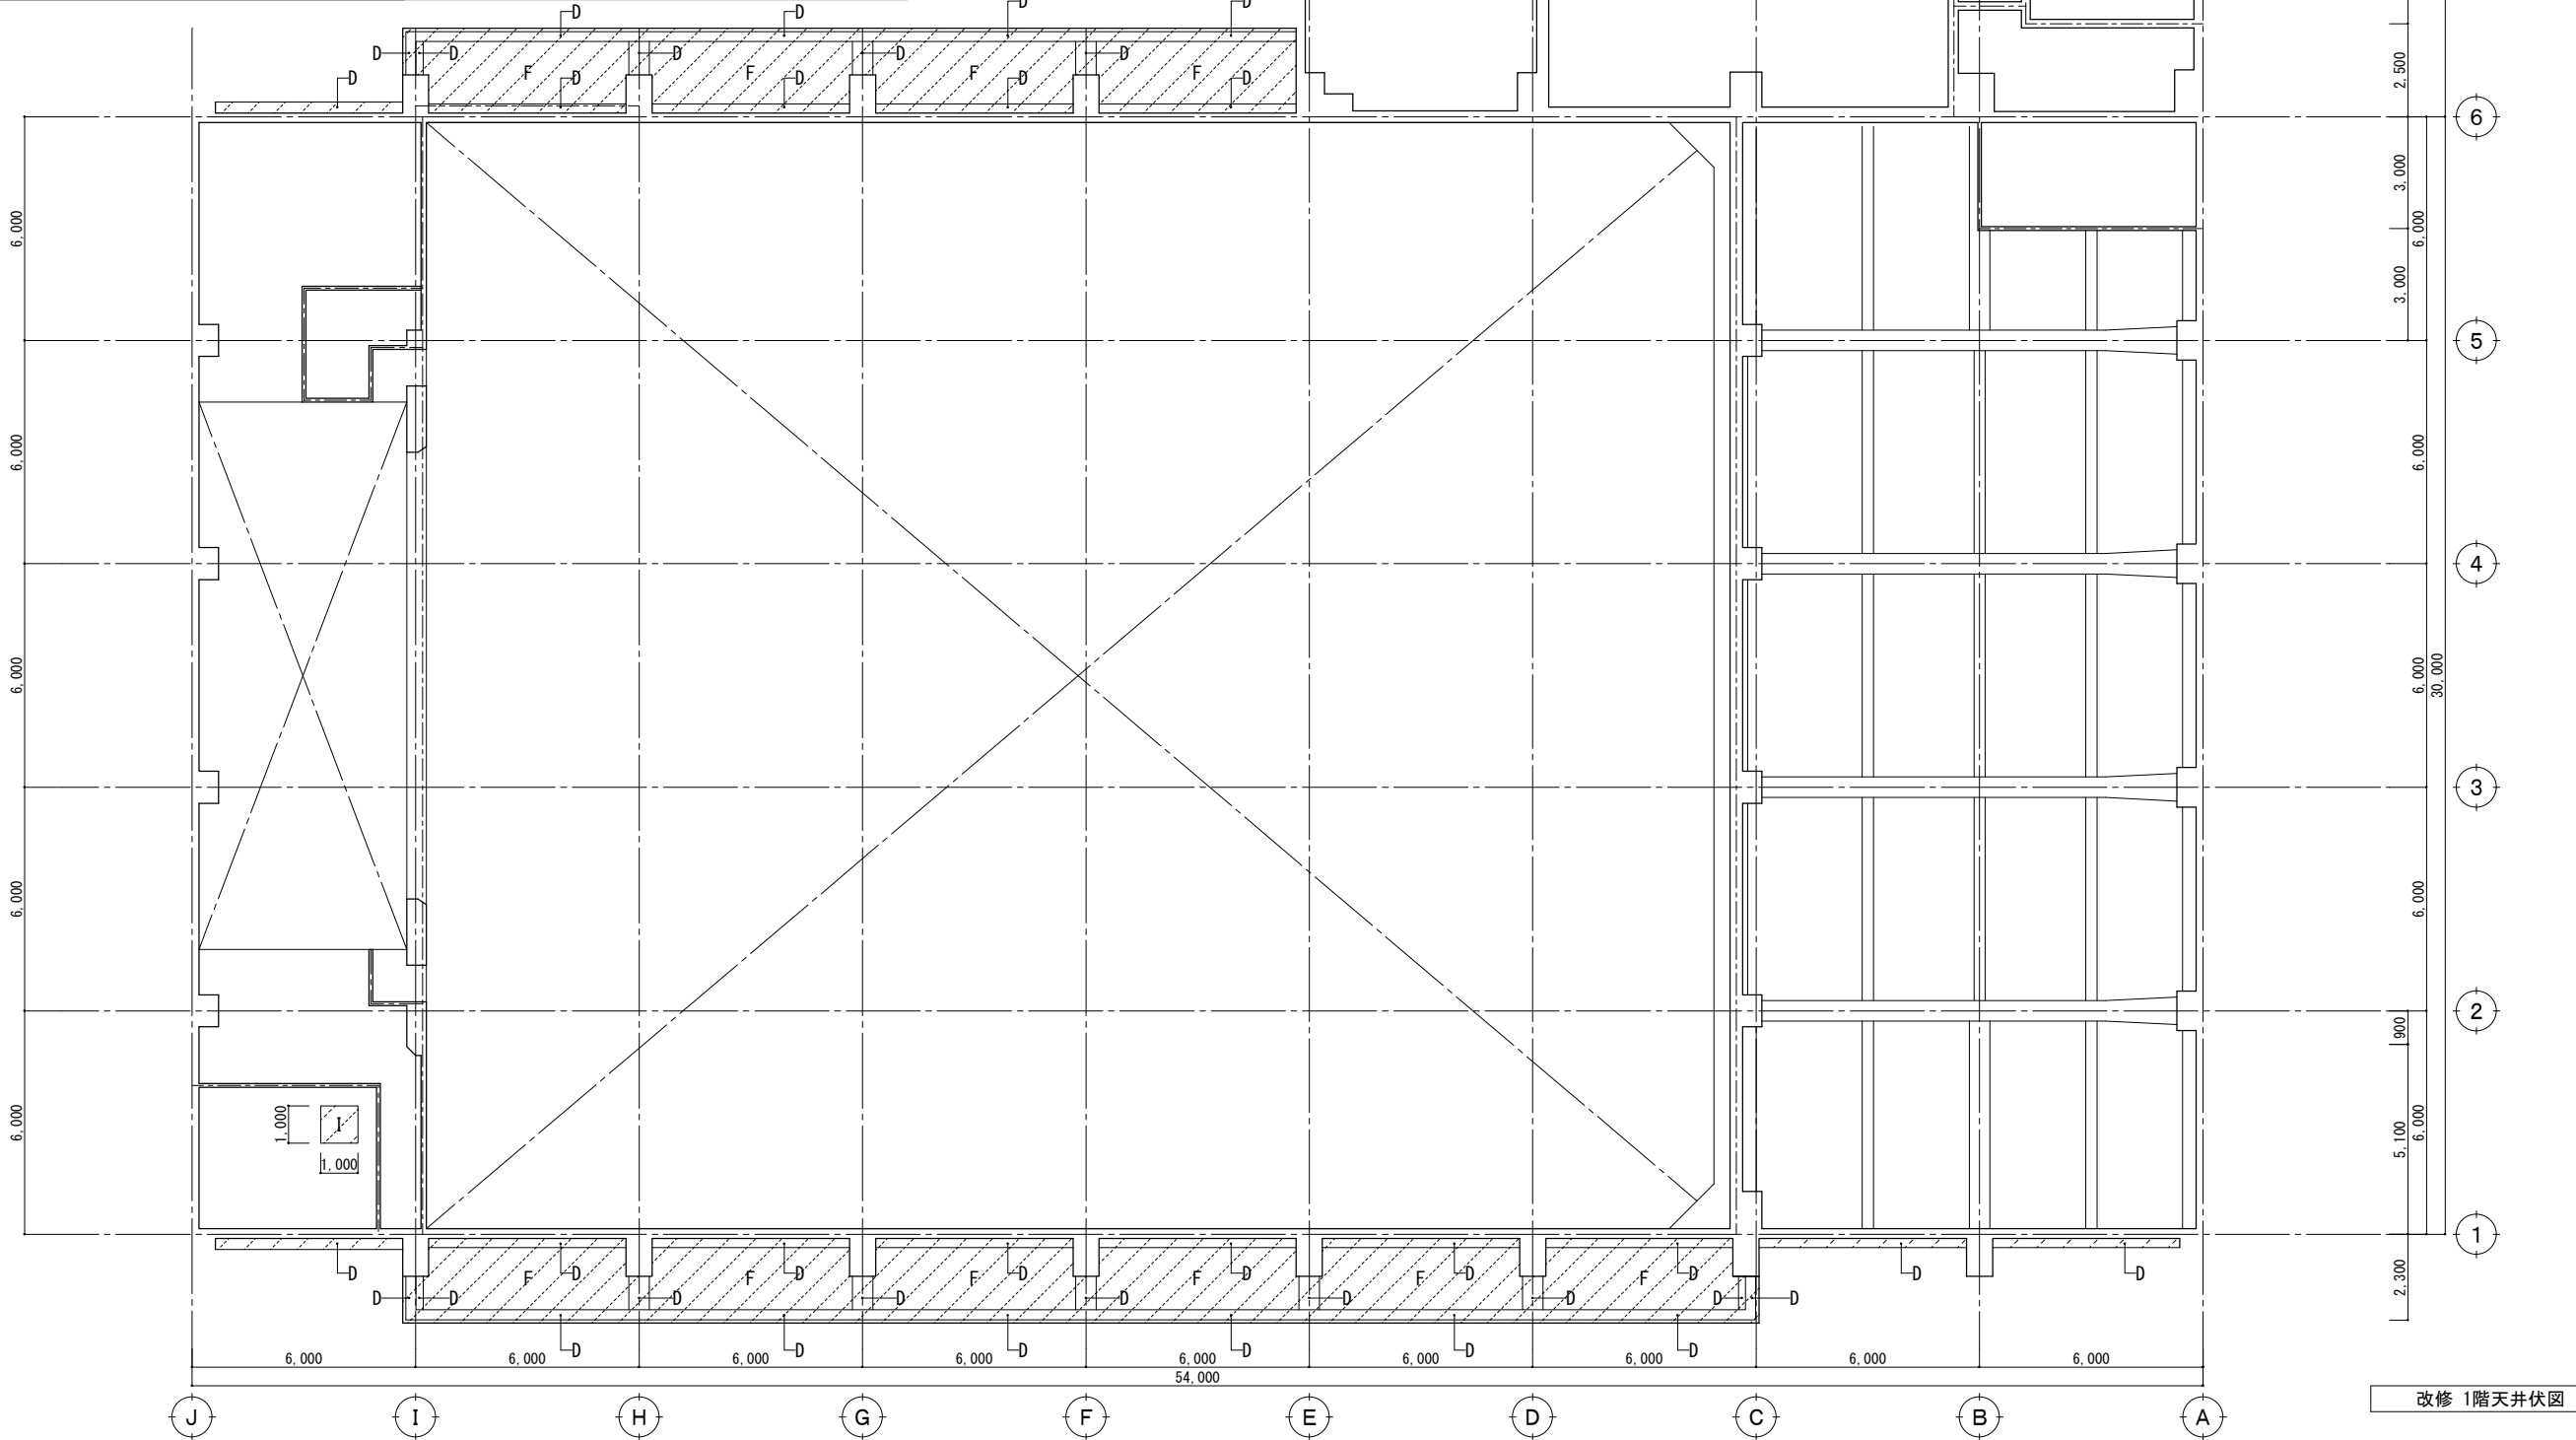 D D D D
D D D D D
F F F F
D D D D D
2,500
6
3,000
6,000 6,000
3,000
5
6,000 6,000
4
6,000 6,000 30,000
3
6,000 6,000
2
900
1,000 I 6,000 5,100 6,000
1,000
1
D D D D D D D D D
F F F F F F
D D D D D D D D D
2,300
D D D D D D
6,000 6,000 6,000 6,000 6,000 6,000 6,000 6,000 6,000
54,000
改修 1階天井伏図
J I H G F E D C B A